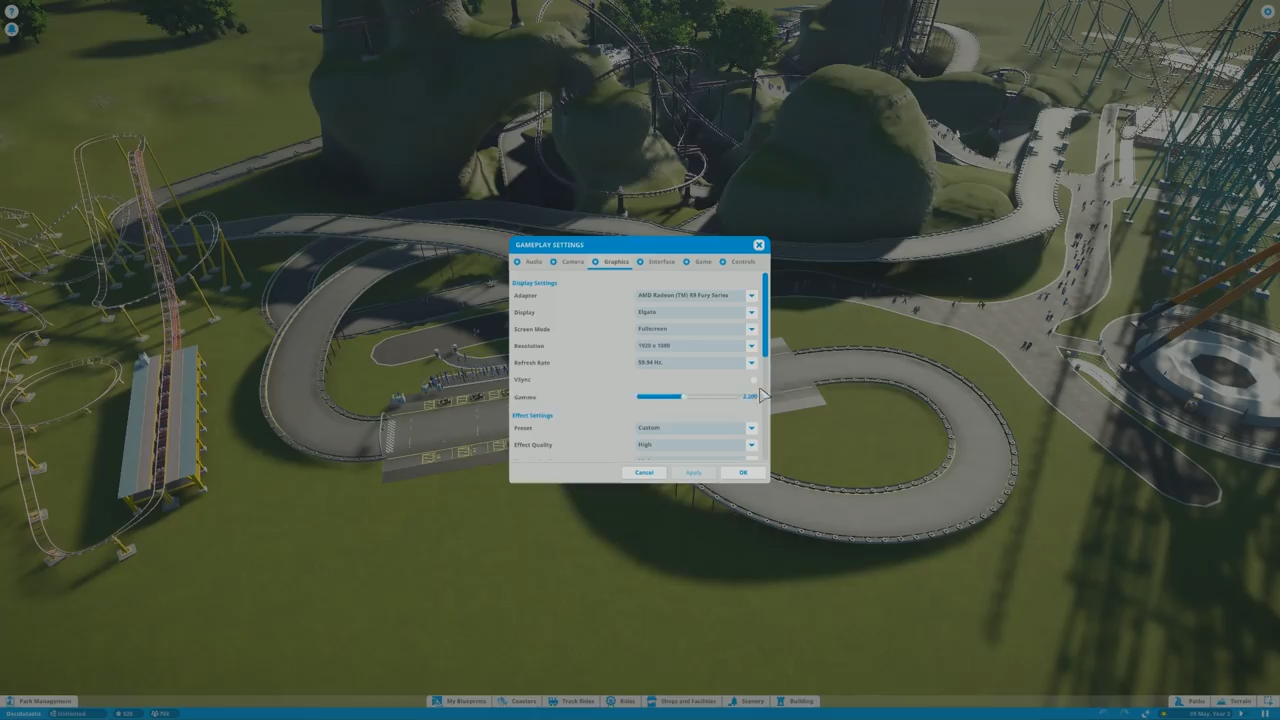 ?
GAMEPLAY SETTINGS
Audio Camera Graphics Interface Game Controls
Display Settings
Adapter AMD Radeon (TM) R9 Fury Series
Display Elgato
Screen Mode Fullscreen
Resolution 1920 x 1080
Refresh Rate 59.94 Hz.
VSync
Gamma 2.200
Effect Settings
Preset Custom
Effect Quality High
Cancel Apply OK
Park Management My Blueprints Coasters Track Rides Rides Shops and Facilities Scenery Building Paths Terrain
Unlimited